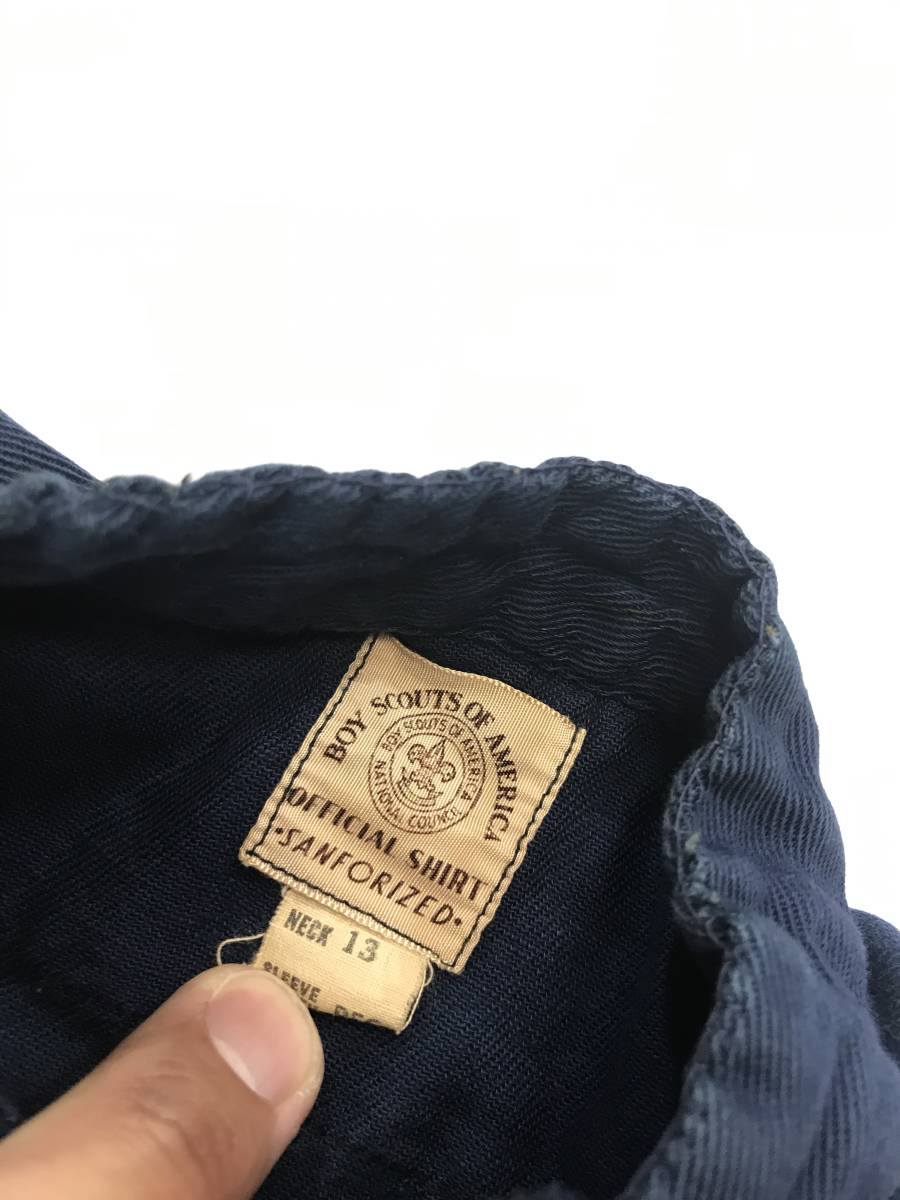 BOY SCOUTS OF AMERICA
BOY SCOUTS OF AMERICA
NATIONAL COUNCIL
OFFICIAL SHIRT
·SANFORIZED·
NECK 13
SLEEVE